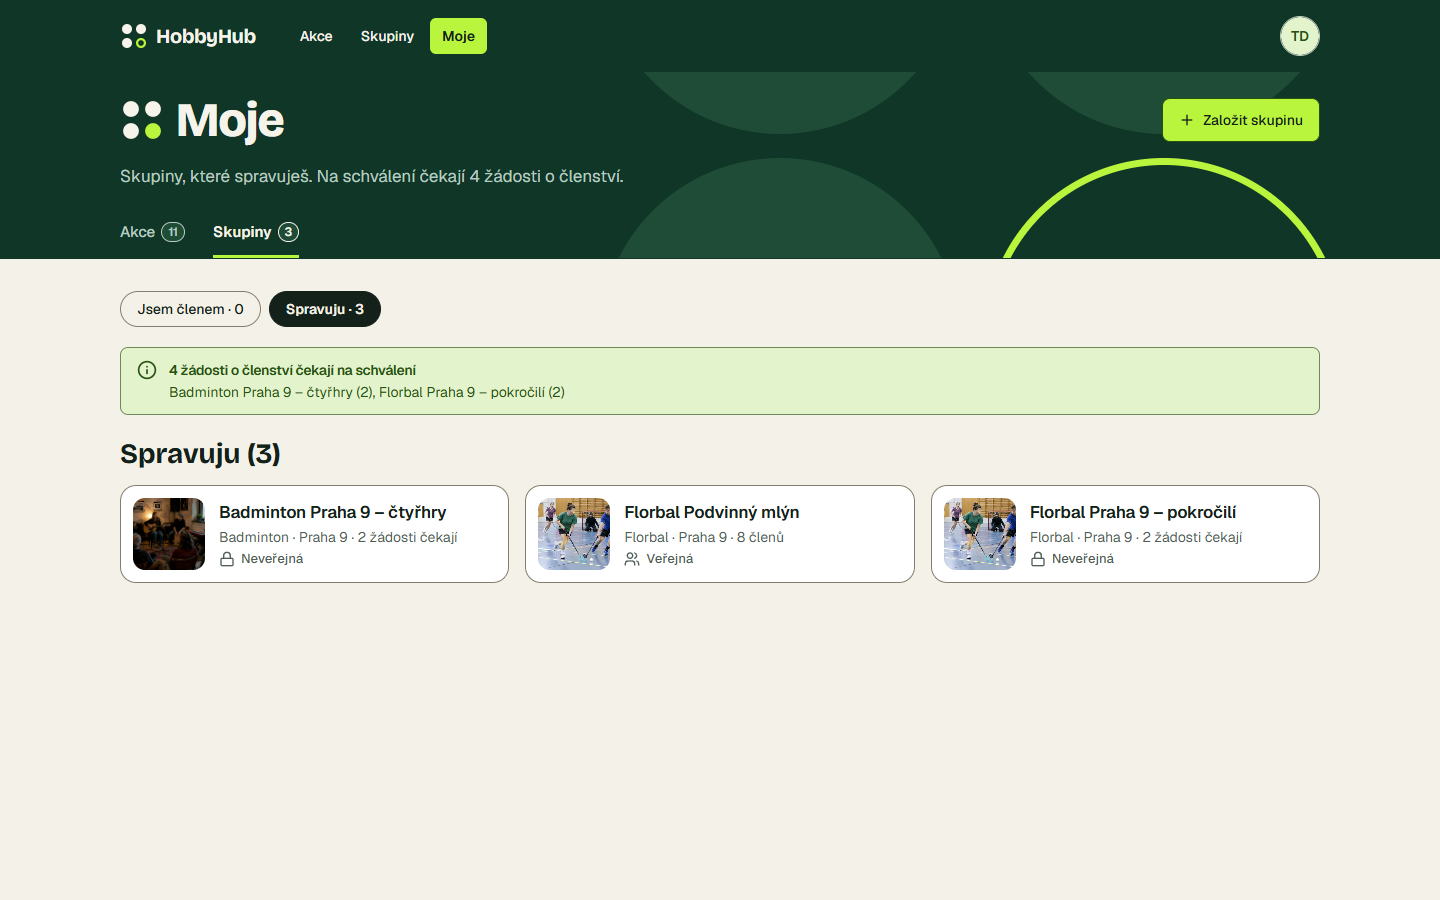 HobbyHub
Akce
Skupiny
Moje
TD
Moje
+ Založit skupinu
Skupiny, které spravuješ. Na schválení čekají 4 žádosti o členství.
Akce 11
Skupiny 3
Jsem členem · 0
Spravuju · 3
4 žádosti o členství čekají na schválení
Badminton Praha 9 – čtyřhry (2), Florbal Praha 9 – pokročilí (2)
Spravuju (3)
Badminton Praha 9 – čtyřhry
Badminton · Praha 9 · 2 žádosti čekají
Neveřejná
Florbal Podvinný mlýn
Florbal · Praha 9 · 8 členů
Veřejná
Florbal Praha 9 – pokročilí
Florbal · Praha 9 · 2 žádosti čekají
Neveřejná